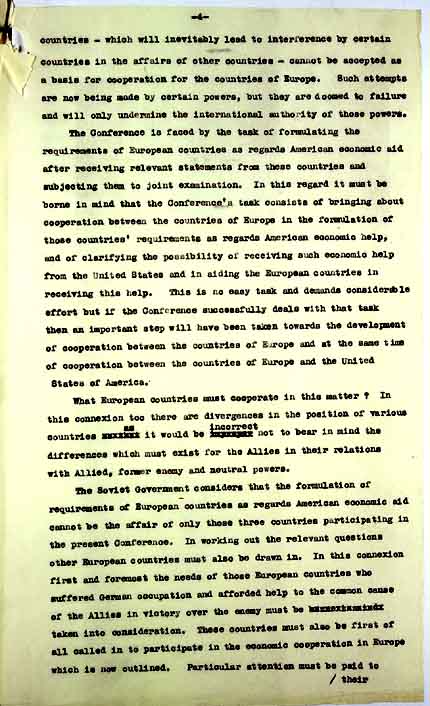 -4-
countries - which will inevitably lead to interference by certain
countries in the affairs of other countries - cannot be accepted as
a basis for cooperation for the countries of Europe. Such attempts
are now being made by certain powers, but they are doomed to failure
and will only undermine the international authority of those powers.
The Conference is faced by the task of formulating the
requirements of European countries as regards American economic aid
after receiving relevant statements from these countries and
subjecting them to joint examination. In this regard it must be
borne in mind that the Conference's task consists of bringing about
cooperation between the countries of Europe in the formulation of
those countries' requirements as regards American economic help,
and of clarifying the possibility of receiving such economic help
from the United States and in aiding the European countries in
receiving this help. This is no easy task and demands considerable
effort but if the Conference successfully deals with that task
then an important step will have been taken towards the development
of cooperation between the countries of Europe and at the same time
of cooperation between the countries of Europe and the United
States of America.
What European countries must cooperate in this matter ? In
this connexion too there are divergences in the position of various
countries as it would be incorrect not to bear in mind the
differences which must exist for the Allies in their relations
with Allied, former enemy and neutral powers.
The Soviet Government considers that the formulation of
requirements of European countries as regards American economic aid
cannot be the affair of only those three countries participating in
the present Conference. In working out the relevant questions
other European countries must also be drawn in. In this connexion
first and foremost the needs of those European countries who
suffered German occupation and afforded help to the common cause
of the Allies in victory over the enemy must be
taken into consideration. These countries must also be first of
all called in to participate in the economic cooperation in Europe
which is now outlined. Particular attention must be paid to
/ their